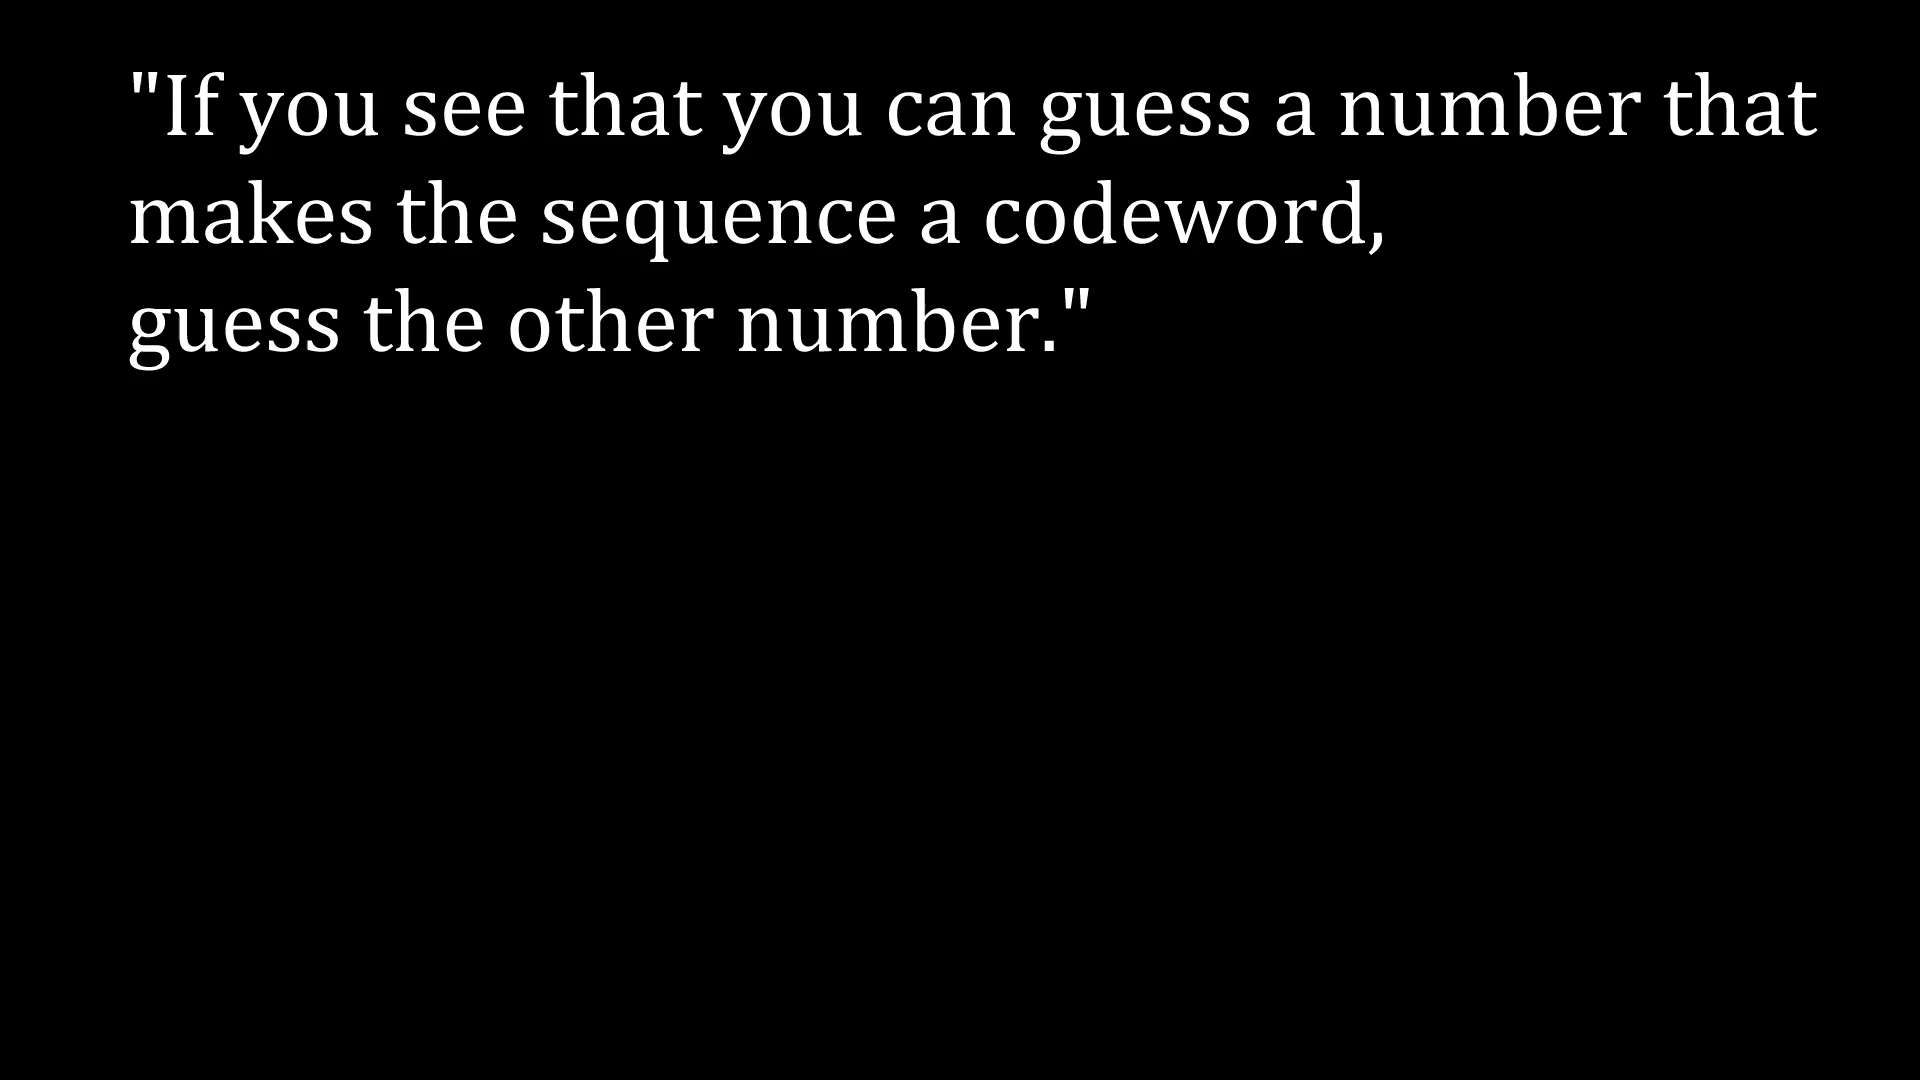 "If you see that you can guess a number that
makes the sequence a codeword,
guess the other number."